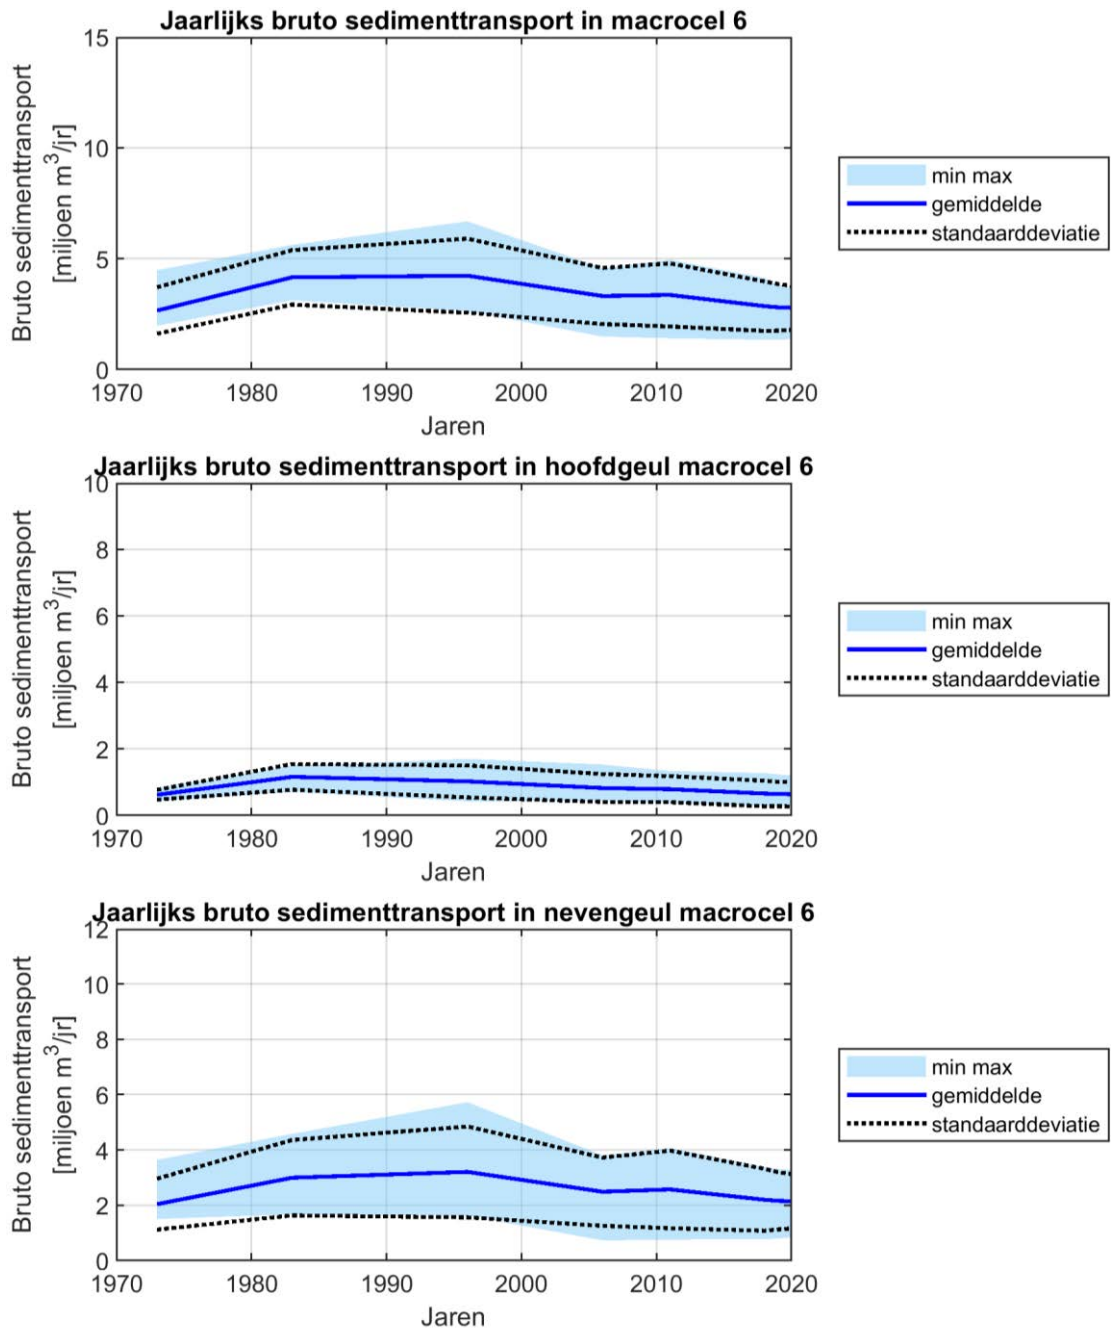 Jaarlijks bruto sedimenttransport in macrocel 6
Bruto sedimenttransport
[miljoen m³/jr]
15
10
5
0
1970 1980 1990 2000 2010 2020
Jaren
min max
gemiddelde
standaarddeviatie
Jaarlijks bruto sedimenttransport in hoofdgeul macrocel 6
Bruto sedimenttransport
[miljoen m³/jr]
10
8
6
4
2
0
1970 1980 1990 2000 2010 2020
Jaren
min max
gemiddelde
standaarddeviatie
Jaarlijks bruto sedimenttransport in nevengeul macrocel 6
Bruto sedimenttransport
[miljoen m³/jr]
12
10
8
6
4
2
0
1970 1980 1990 2000 2010 2020
Jaren
min max
gemiddelde
standaarddeviatie